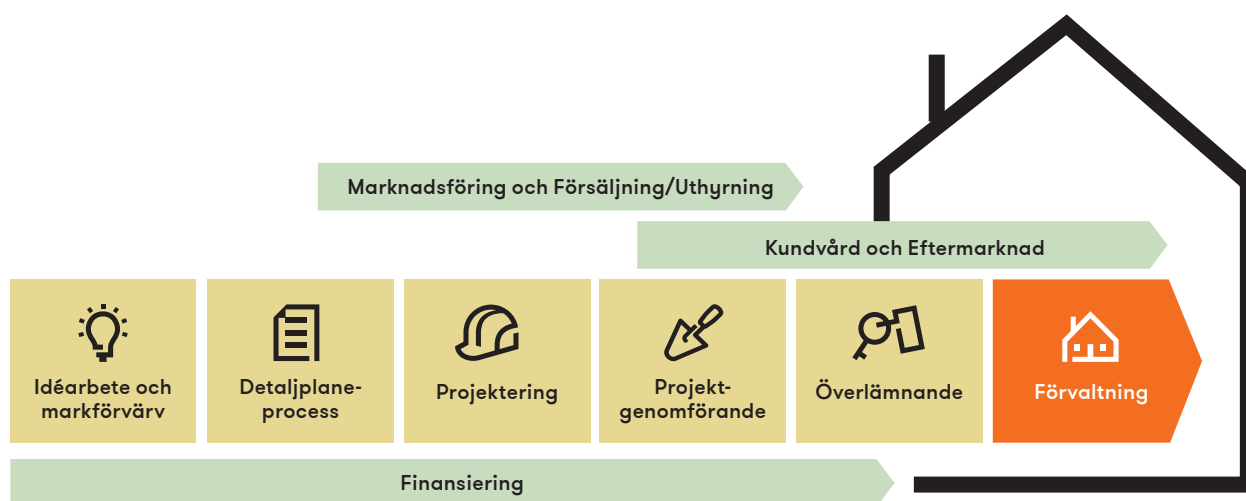 Marknadsföring och Försäljning/Uthyrning
Kundvård och Eftermarknad
Idéarbete och
markförvärv
Detaljplane-
process
Projektering
Projekt-
genomförande
Överlämnande
Förvaltning
Finansiering